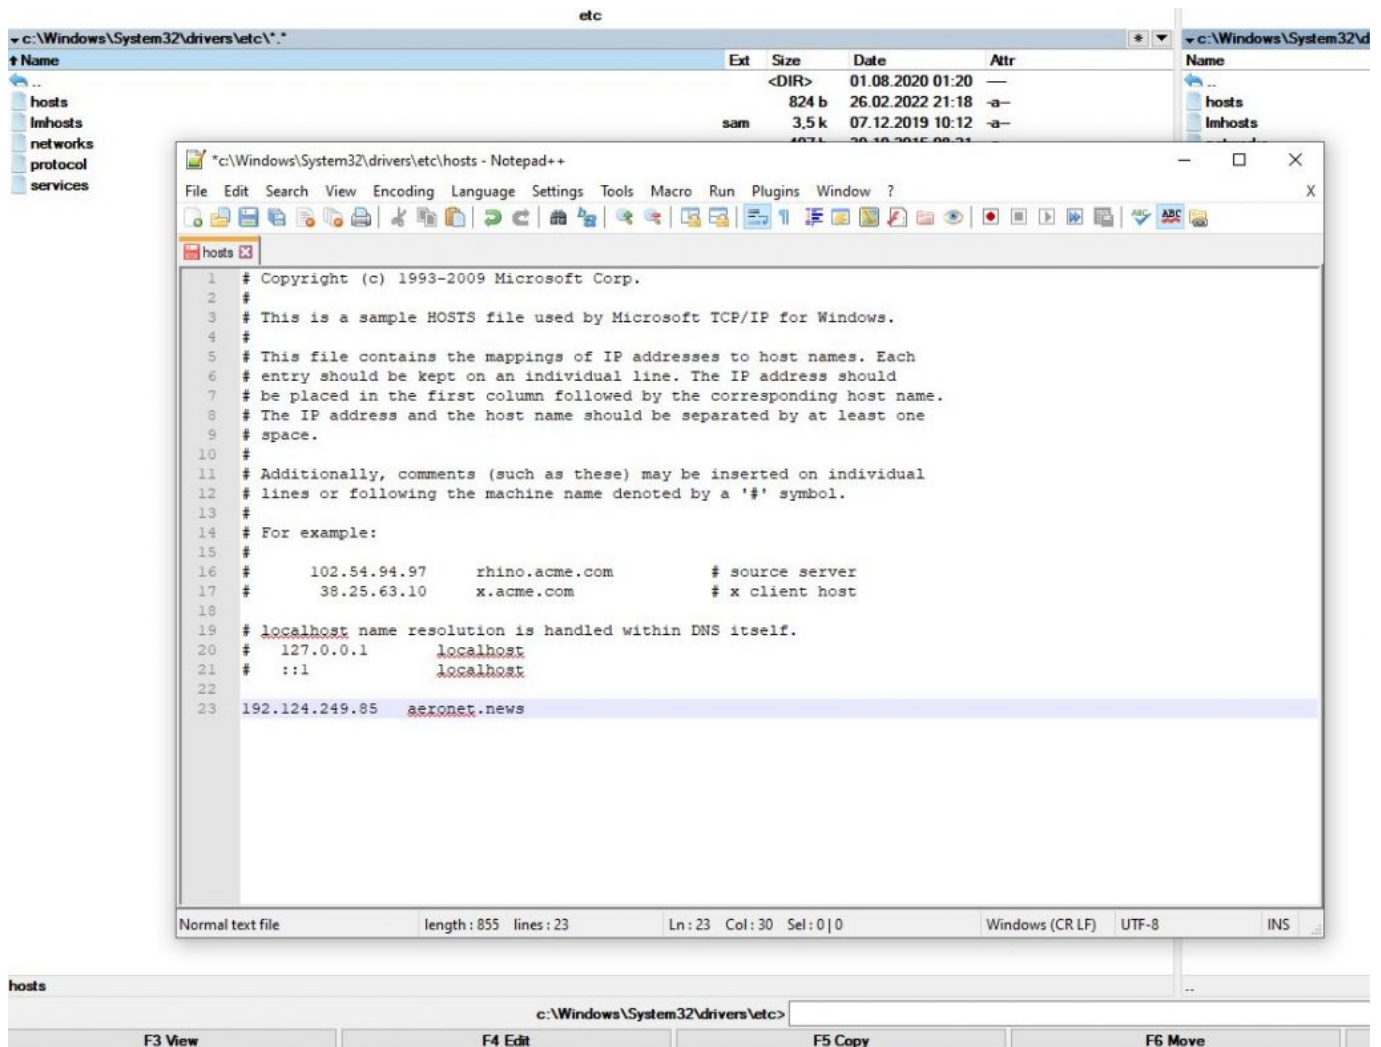 etc
c:\Windows\System32\drivers\etc\*.* * c:\Windows\System32\d
Name Ext Size Date Attr Name
.. <DIR> 01.08.2020 01:20 — ..
hosts 824 b 26.02.2022 21:18 -a-- hosts
lmhosts sam 3,5 k 07.12.2019 10:12 -a-- lmhosts
networks
protocol
services
*c:\Windows\System32\drivers\etc\hosts - Notepad++
File Edit Search View Encoding Language Settings Tools Macro Run Plugins Window ? X
hosts
1 # Copyright (c) 1993-2009 Microsoft Corp.
2 #
3 # This is a sample HOSTS file used by Microsoft TCP/IP for Windows.
4 #
5 # This file contains the mappings of IP addresses to host names. Each
6 # entry should be kept on an individual line. The IP address should
7 # be placed in the first column followed by the corresponding host name.
8 # The IP address and the host name should be separated by at least one
9 # space.
10 #
11 # Additionally, comments (such as these) may be inserted on individual
12 # lines or following the machine name denoted by a '#' symbol.
13 #
14 # For example:
15 #
16 # 102.54.94.97 rhino.acme.com # source server
17 # 38.25.63.10 x.acme.com # x client host
18
19 # localhost name resolution is handled within DNS itself.
20 # 127.0.0.1 localhost
21 # ::1 localhost
22
23 192.124.249.85 aeronet.news
Normal text file length : 855 lines : 23 Ln : 23 Col : 30 Sel : 0 | 0 Windows (CR LF) UTF-8 INS
hosts ..
c:\Windows\System32\drivers\etc>
F3 View F4 Edit F5 Copy F6 Move